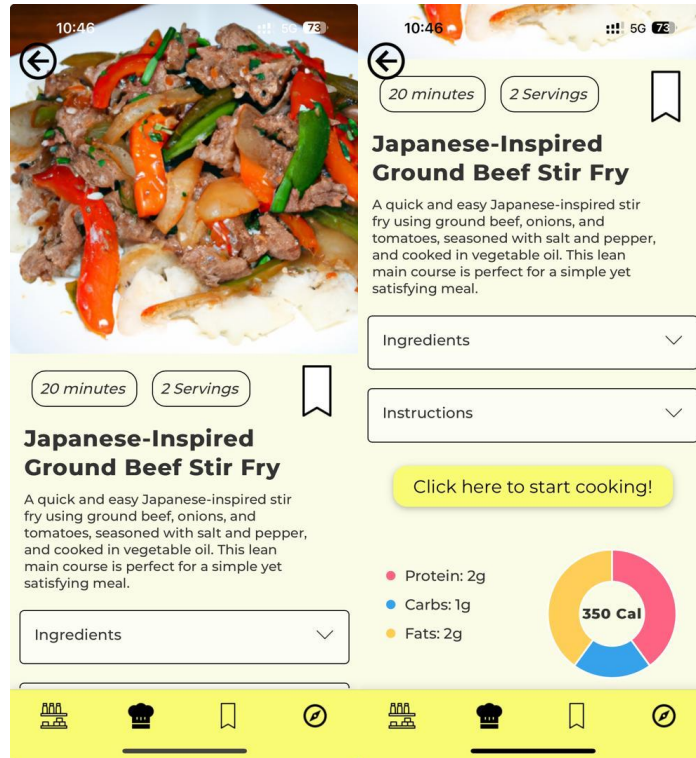 10:46
5G 73
20 minutes
2 Servings
Japanese-Inspired
Ground Beef Stir Fry
A quick and easy Japanese-inspired stir
fry using ground beef, onions, and
tomatoes, seasoned with salt and pepper,
and cooked in vegetable oil. This lean
main course is perfect for a simple yet
satisfying meal.
Ingredients
10:46
5G 73
20 minutes
2 Servings
Japanese-Inspired
Ground Beef Stir Fry
A quick and easy Japanese-inspired stir
fry using ground beef, onions, and
tomatoes, seasoned with salt and pepper,
and cooked in vegetable oil. This lean
main course is perfect for a simple yet
satisfying meal.
Ingredients
Instructions
Click here to start cooking!
Protein: 2g
Carbs: 1g
Fats: 2g
350 Cal